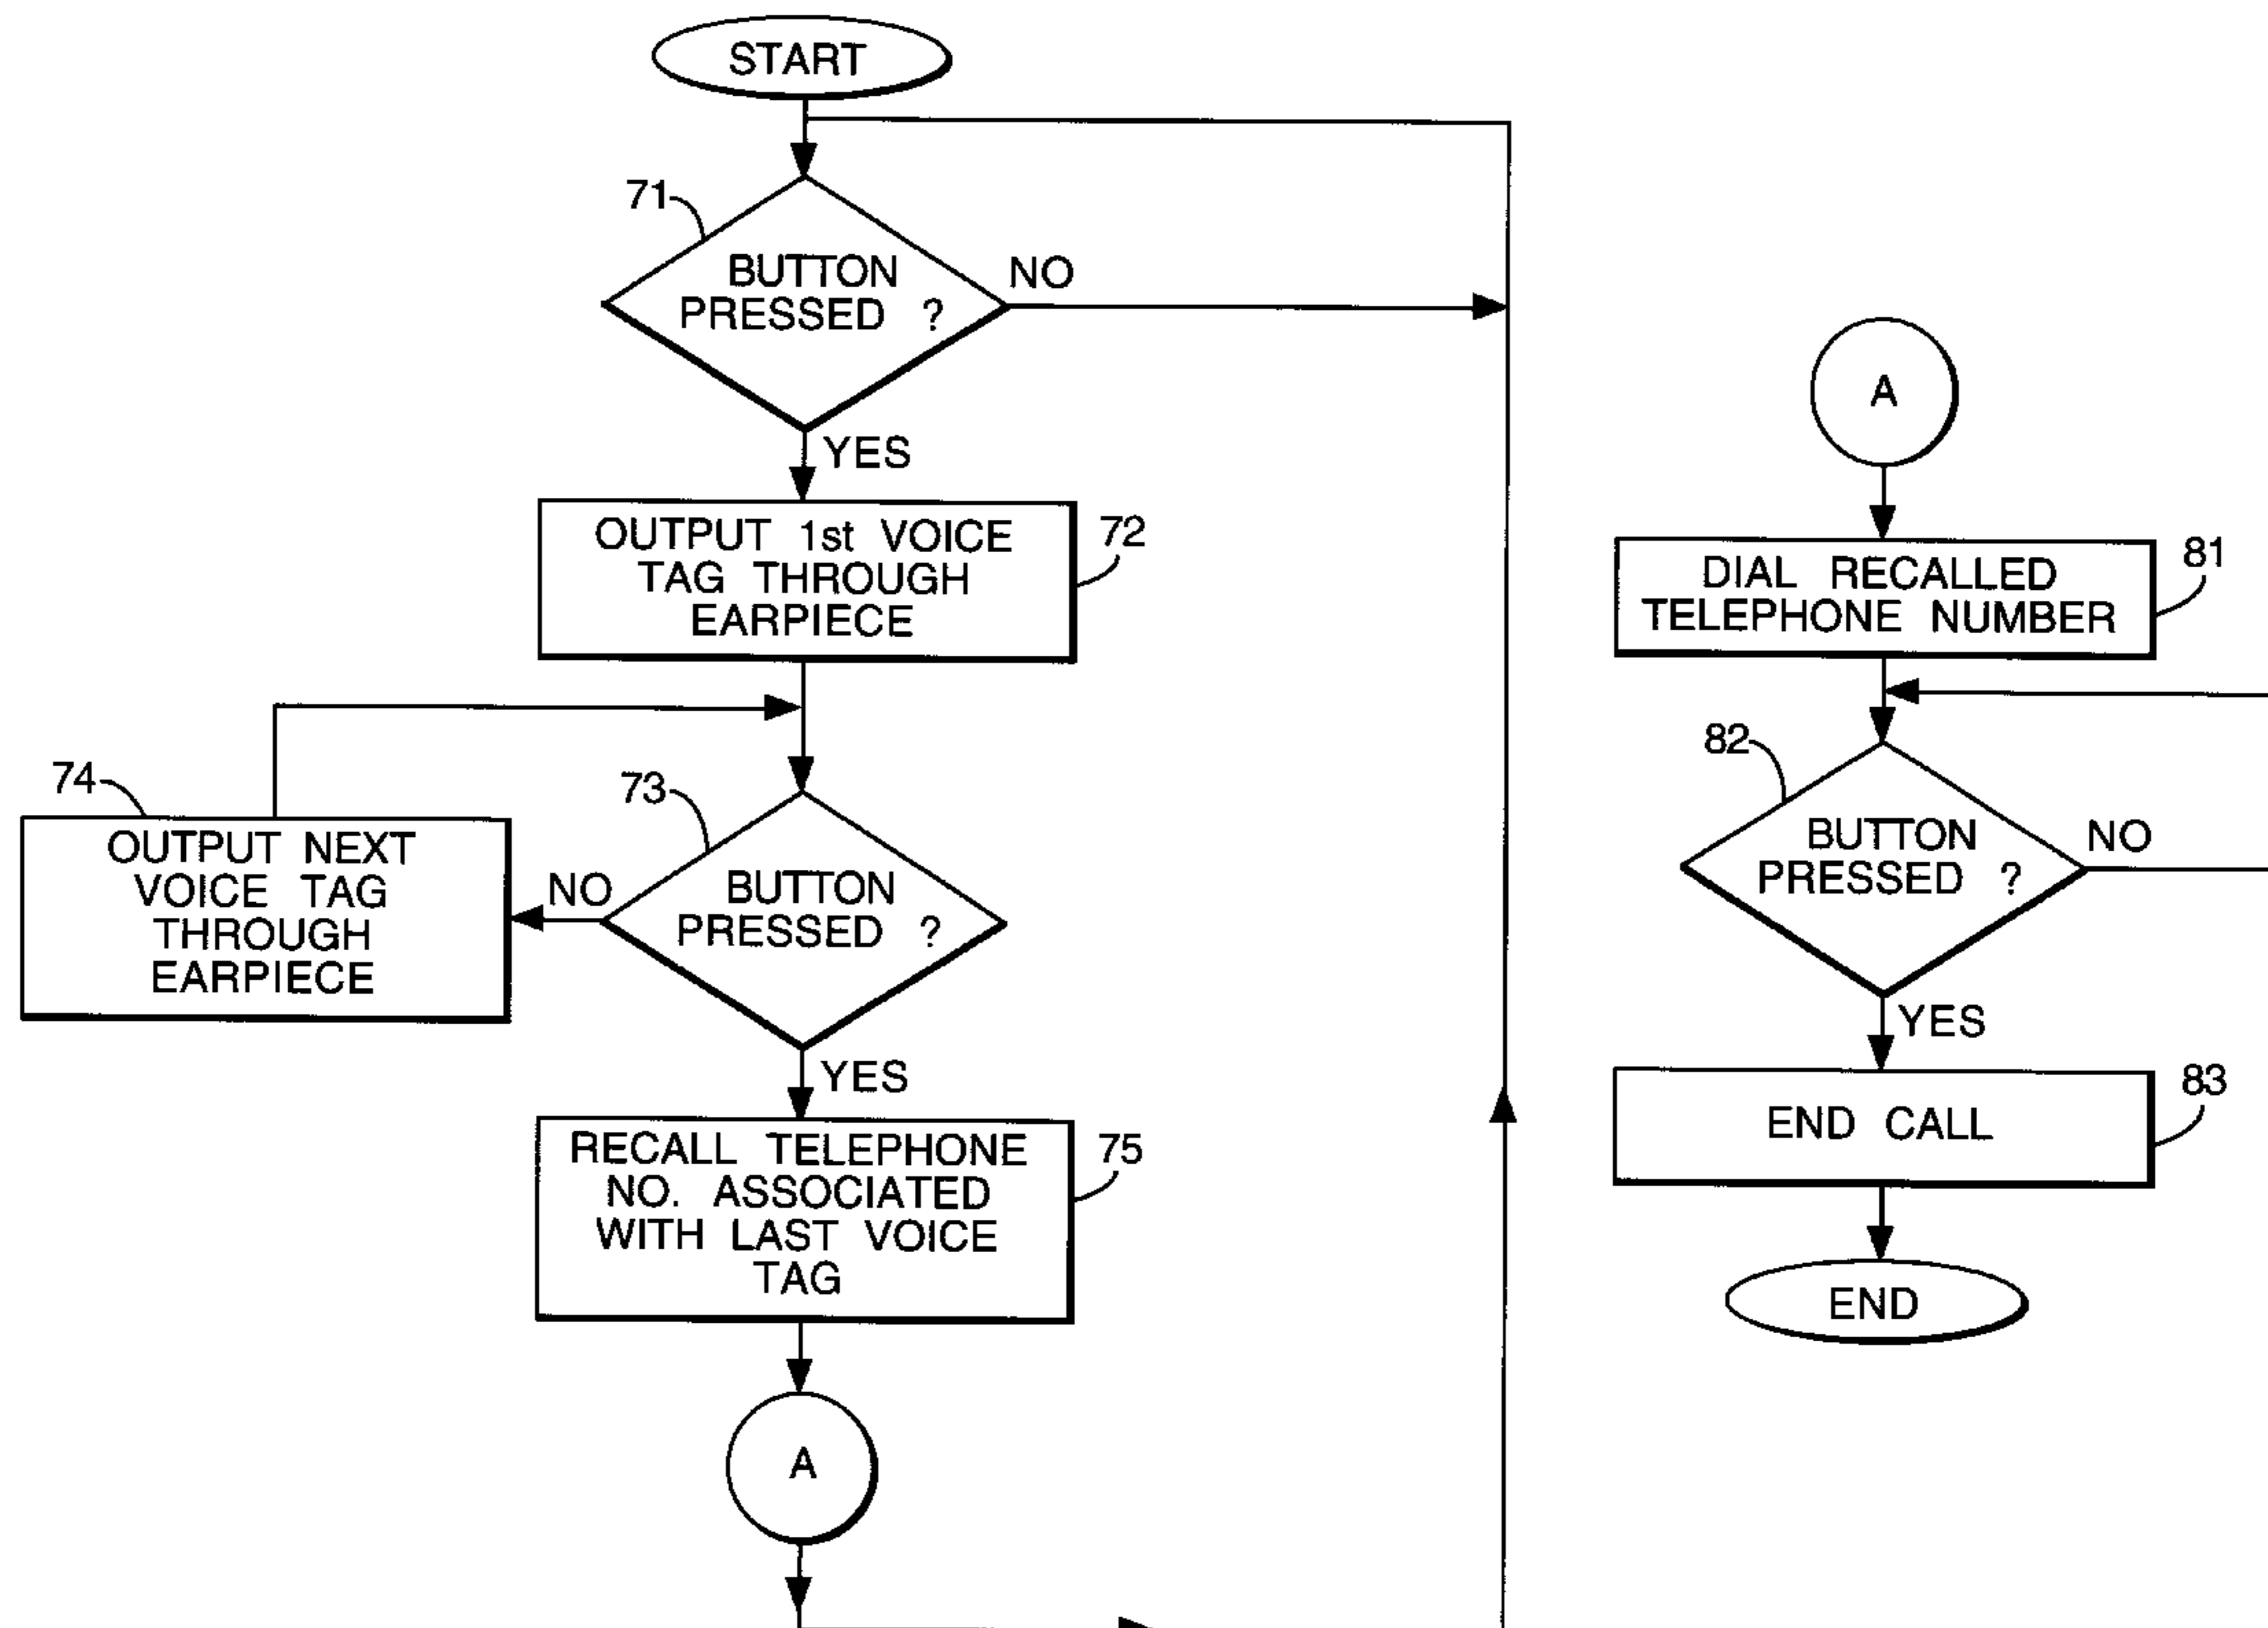 START
71
BUTTON
PRESSED ?
NO
YES
OUTPUT 1st VOICE
TAG THROUGH
EARPIECE
72
73
BUTTON
PRESSED ?
NO
74
OUTPUT NEXT
VOICE TAG
THROUGH
EARPIECE
YES
RECALL TELEPHONE
NO. ASSOCIATED
WITH LAST VOICE
TAG
75
A
A
DIAL RECALLED
TELEPHONE NUMBER
81
82
BUTTON
PRESSED ?
NO
YES
END CALL
83
END